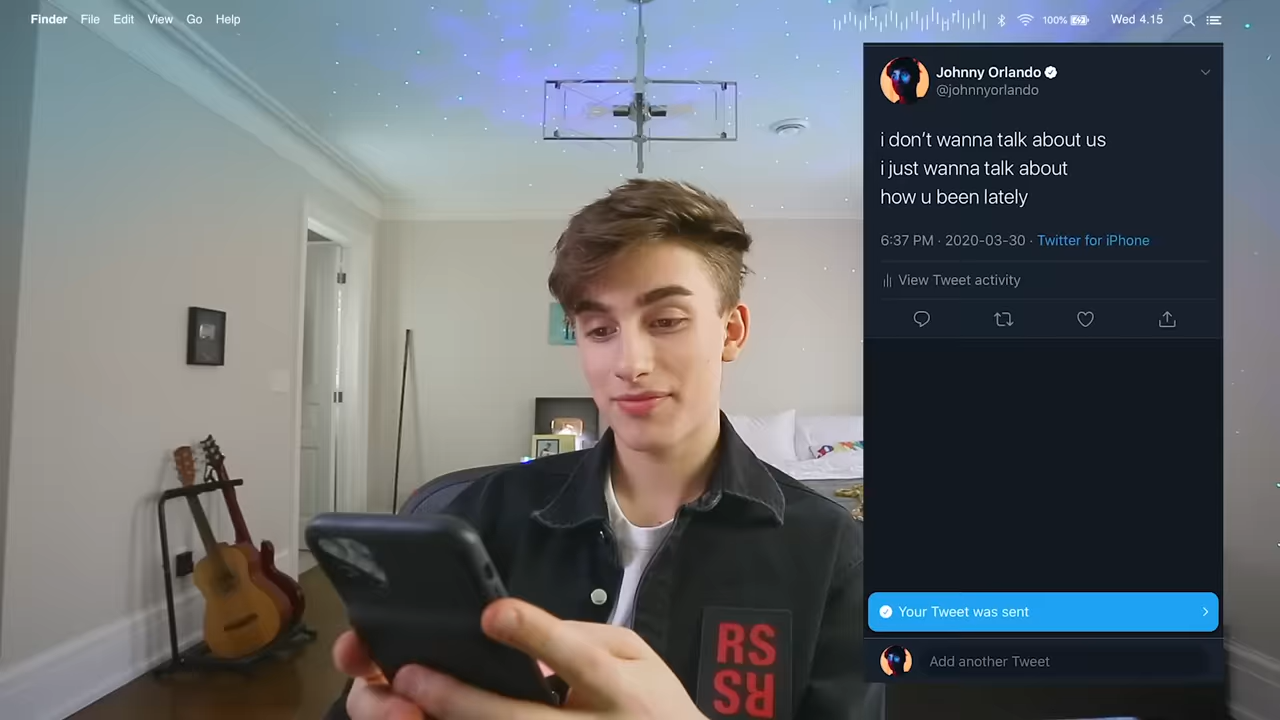 Finder File Edit View Go Help
100% Wed 4.15
Johnny Orlando
@johnnyorlando
i don’t wanna talk about us
i just wanna talk about
how u been lately
6:37 PM · 2020-03-30 · Twitter for iPhone
View Tweet activity
Your Tweet was sent
Add another Tweet
RS
RS